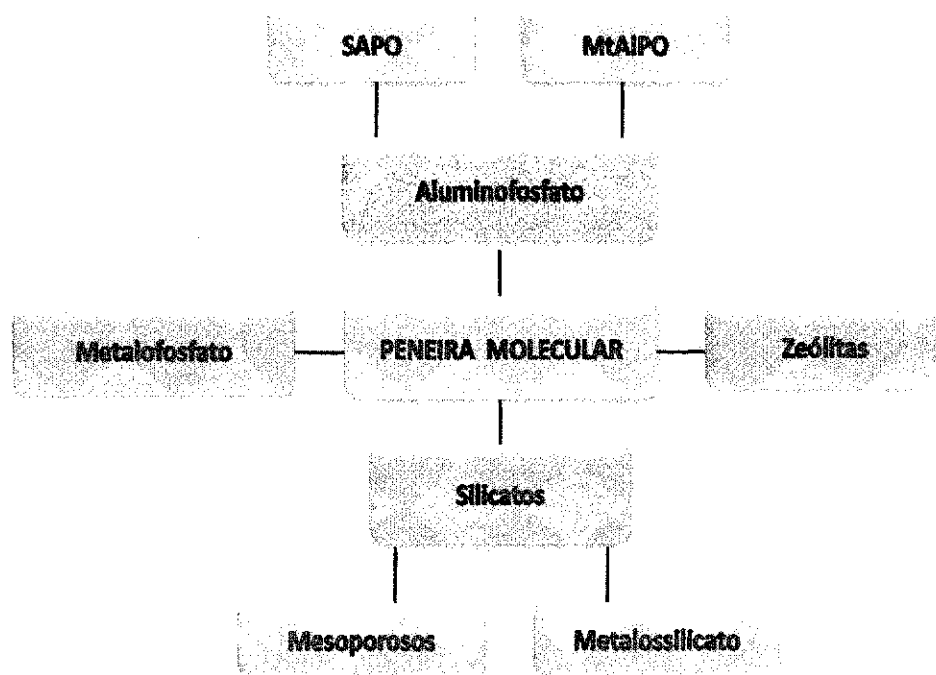 SAPO
MtAlPO
Aluminofosfato
Metalofosfato
PENEIRA MOLECULAR
Zeólitas
Silicatos
Mesoporosos
Metalossilicato